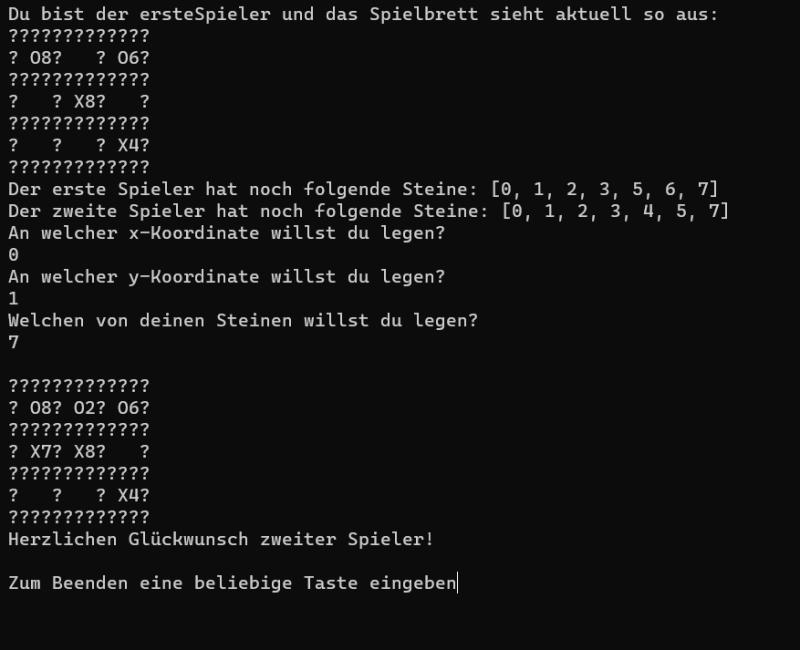 Du bist der ersteSpieler und das Spielbrett sieht aktuell so aus:
?????????????
? O8?   ? O6?
?????????????
?   ? X8?   ?
?????????????
?   ?   ? X4?
?????????????
Der erste Spieler hat noch folgende Steine: [0, 1, 2, 3, 5, 6, 7]
Der zweite Spieler hat noch folgende Steine: [0, 1, 2, 3, 4, 5, 7]
An welcher x-Koordinate willst du legen?
0
An welcher y-Koordinate willst du legen?
1
Welchen von deinen Steinen willst du legen?
7

?????????????
? O8? O2? O6?
?????????????
? X7? X8?   ?
?????????????
?   ?   ? X4?
?????????????
Herzlichen Glückwunsch zweiter Spieler!

Zum Beenden eine beliebige Taste eingeben